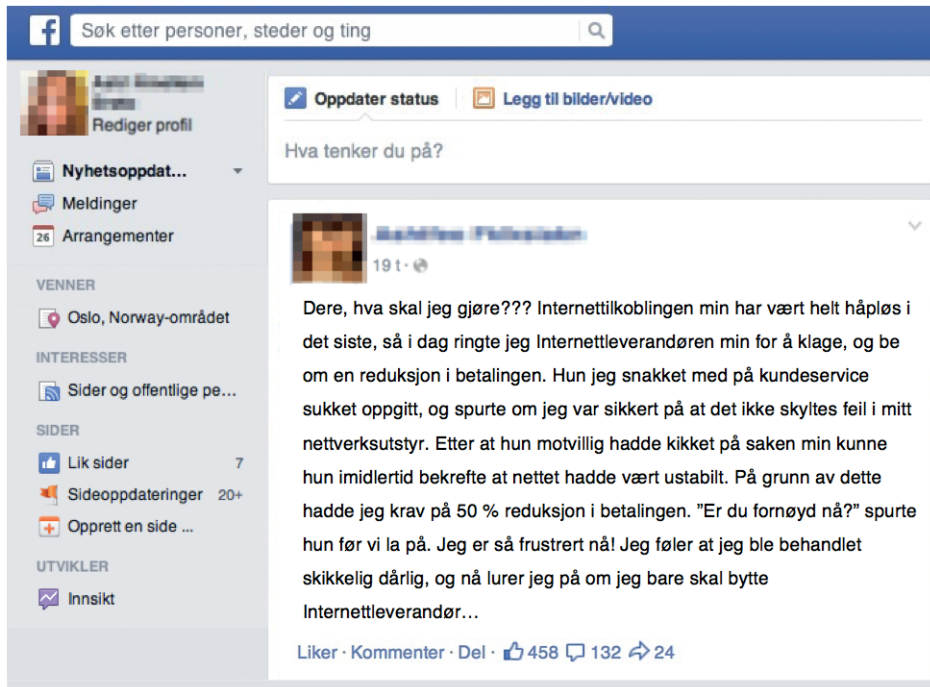 f
Søk etter personer, steder og ting
Rediger profil
Nyhetsoppdat...
Meldinger
26 Arrangementer
VENNER
Oslo, Norway-området
INTERESSER
Sider og offentlige pe...
SIDER
Lik sider 7
Sideoppdateringer 20+
Opprett en side ...
UTVIKLER
Innsikt
Oppdater status Legg til bilder/video
Hva tenker du på?
19 t ·
Dere, hva skal jeg gjøre??? Internettilkoblingen min har vært helt håpløs i
det siste, så i dag ringte jeg Internettleverandøren min for å klage, og be
om en reduksjon i betalingen. Hun jeg snakket med på kundeservice
sukket oppgitt, og spurte om jeg var sikkert på at det ikke skyltes feil i mitt
nettverksutstyr. Etter at hun motvillig hadde kikket på saken min kunne
hun imidlertid bekrefte at nettet hadde vært ustabilt. På grunn av dette
hadde jeg krav på 50 % reduksjon i betalingen. ”Er du fornøyd nå?” spurte
hun før vi la på. Jeg er så frustrert nå! Jeg føler at jeg ble behandlet
skikkelig dårlig, og nå lurer jeg på om jeg bare skal bytte
Internettleverandør...
Liker · Kommenter · Del · 458 132 24